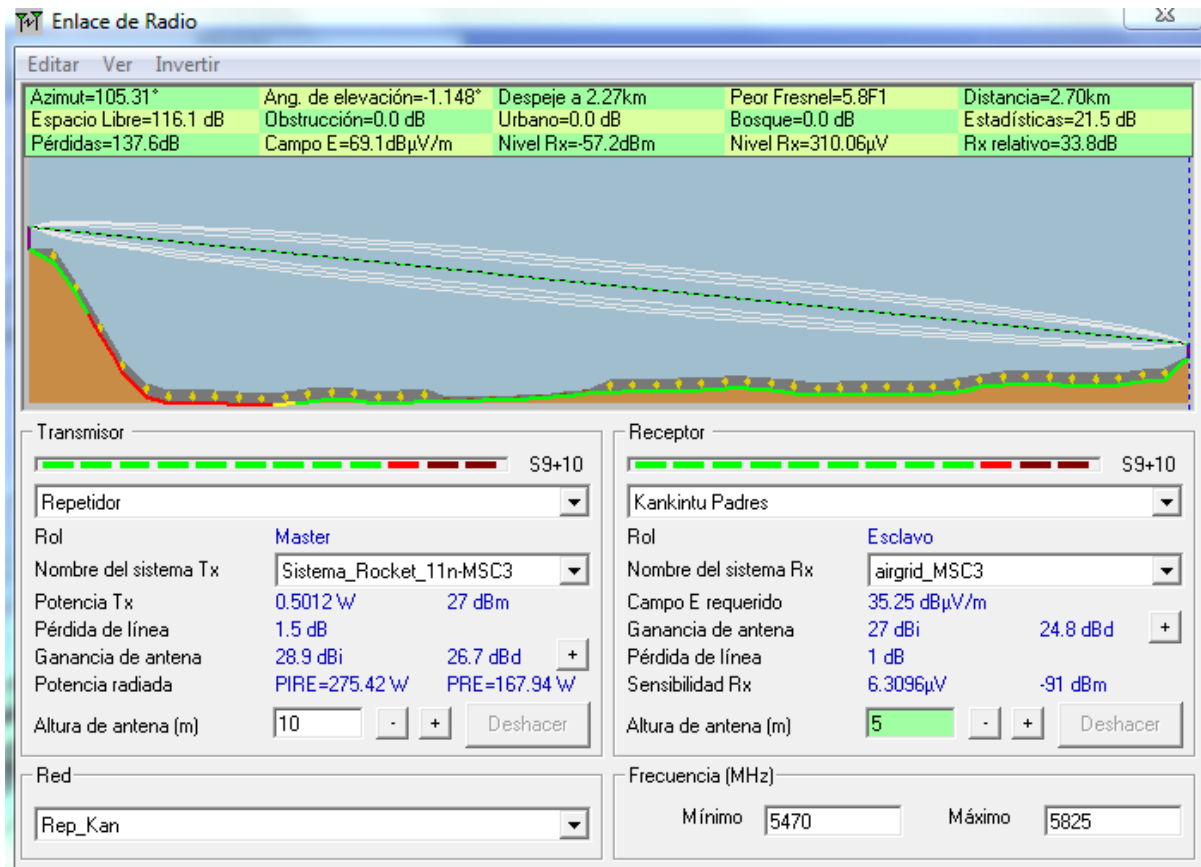 Enlace de Radio
Editar Ver Invertir
Azimut=105.31° Ang. de elevación=-1.148° Despeje a 2.27km Peor Fresnel=5.8F1 Distancia=2.70km
Espacio Libre=116.1 dB Obstrucción=0.0 dB Urbano=0.0 dB Bosque=0.0 dB Estadísticas=21.5 dB
Pérdidas=137.6dB Campo E=69.1dBµV/m Nivel Rx=-57.2dBm Nivel Rx=310.06µV Rx relativo=33.8dB
Transmisor
S9+10
Repetidor
Rol Master
Nombre del sistema Tx Sistema_Rocket_11n-MSC3
Potencia Tx 0.5012 W 27 dBm
Pérdida de línea 1.5 dB
Ganancia de antena 28.9 dBi 26.7 dBd +
Potencia radiada PIRE=275.42 W PRE=167.94 W
Altura de antena (m) 10 - + Deshacer
Receptor
S9+10
Kankintu Padres
Rol Esclavo
Nombre del sistema Rx airgrid_MSC3
Campo E requerido 35.25 dBµV/m
Ganancia de antena 27 dBi 24.8 dBd +
Pérdida de línea 1 dB
Sensibilidad Rx 6.3096µV -91 dBm
Altura de antena (m) 5 - + Deshacer
Red
Rep_Kan
Frecuencia (MHz)
Mínimo 5470 Máximo 5825